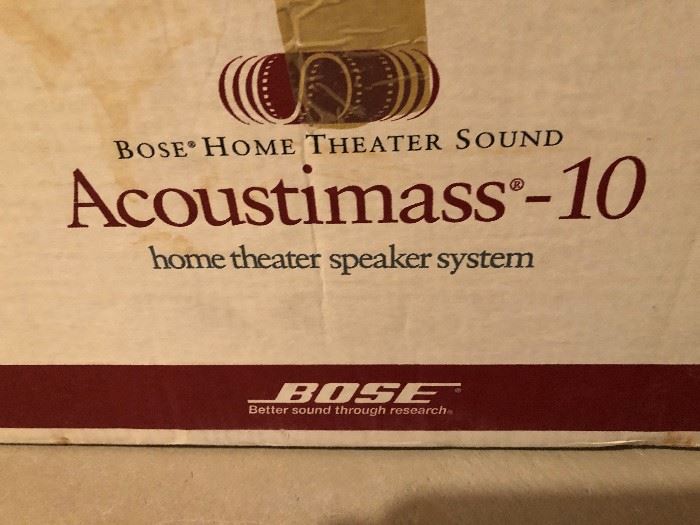 BOSE® HOME THEATER SOUND
Acoustimass®-10
home theater speaker system
BOSE®
Better sound through research®